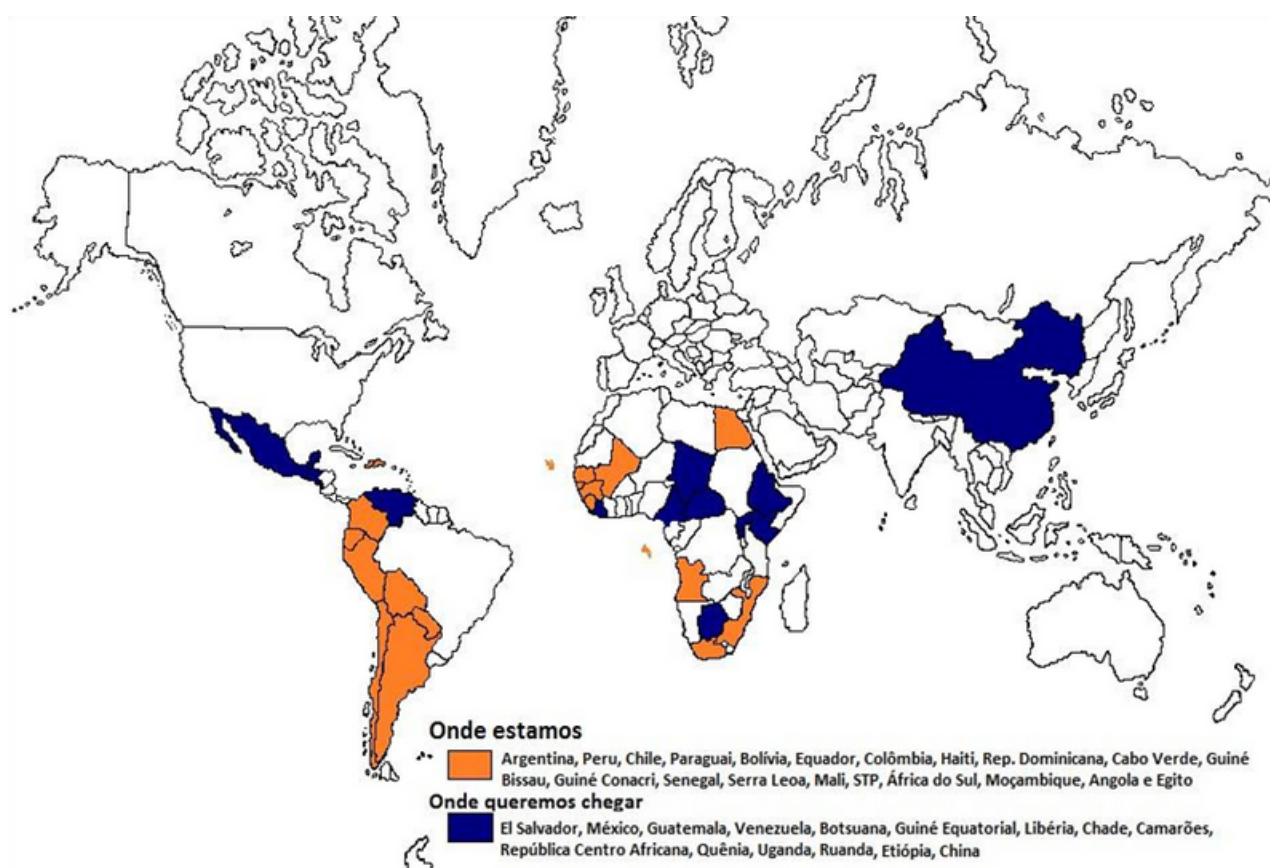 Onde estamos
Argentina, Peru, Chile, Paraguai, Bolívia, Equador, Colômbia, Haiti, Rep. Dominicana, Cabo Verde, Guiné
Bissau, Guiné Conacri, Senegal, Serra Leoa, Mali, STP, África do Sul, Moçambique, Angola e Egito
Onde queremos chegar
El Salvador, México, Guatemala, Venezuela, Botsuana, Guiné Equatorial, Libéria, Chade, Camarões,
República Centro Africana, Quênia, Uganda, Ruanda, Etiópia, China